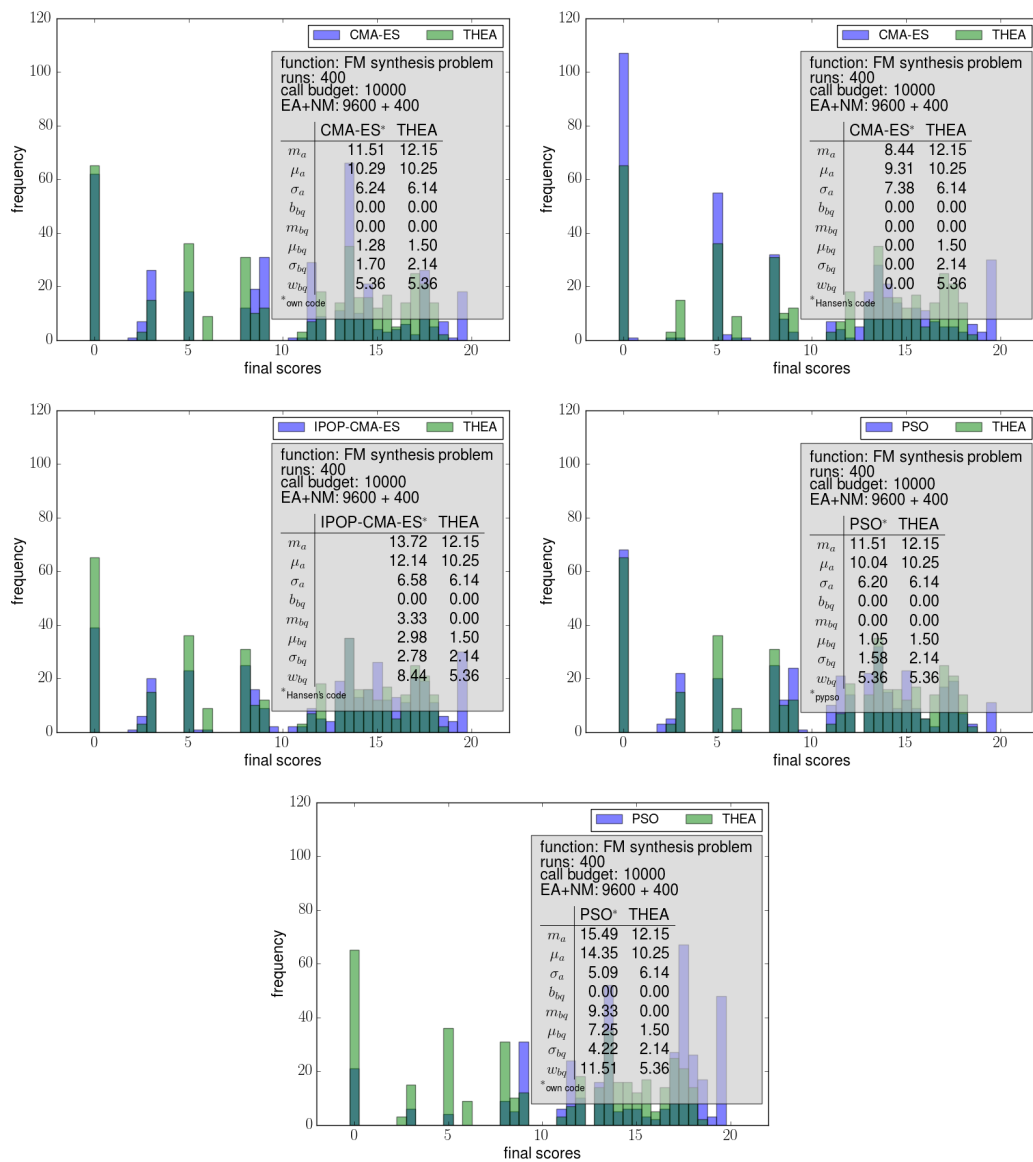 CMA-ES THEA
function: FM synthesis problem
runs: 400
call budget: 10000
EA+NM: 9600 + 400
CMA-ES* THEA
m_a 11.51 12.15
μ_a 10.29 10.25
σ_a 6.24 6.14
b_bq 0.00 0.00
m_bq 0.00 0.00
μ_bq 1.28 1.50
σ_bq 1.70 2.14
w_bq 5.36 5.36
*own code
frequency
0 20 40 60 80 100 120
0 5 10 15 20
final scores
CMA-ES THEA
function: FM synthesis problem
runs: 400
call budget: 10000
EA+NM: 9600 + 400
CMA-ES* THEA
m_a 8.44 12.15
μ_a 9.31 10.25
σ_a 7.38 6.14
b_bq 0.00 0.00
m_bq 0.00 0.00
μ_bq 0.00 1.50
σ_bq 0.00 2.14
w_bq 0.00 5.36
*Hansen's code
frequency
0 20 40 60 80 100 120
0 5 10 15 20
final scores
IPOP-CMA-ES THEA
function: FM synthesis problem
runs: 400
call budget: 10000
EA+NM: 9600 + 400
IPOP-CMA-ES* THEA
m_a 13.72 12.15
μ_a 12.14 10.25
σ_a 6.58 6.14
b_bq 0.00 0.00
m_bq 3.33 0.00
μ_bq 2.98 1.50
σ_bq 2.78 2.14
w_bq 8.44 5.36
*Hansen's code
frequency
0 20 40 60 80 100 120
0 5 10 15 20
final scores
PSO THEA
function: FM synthesis problem
runs: 400
call budget: 10000
EA+NM: 9600 + 400
PSO* THEA
m_a 11.51 12.15
μ_a 10.04 10.25
σ_a 6.20 6.14
b_bq 0.00 0.00
m_bq 0.00 0.00
μ_bq 1.05 1.50
σ_bq 1.58 2.14
w_bq 5.36 5.36
*pypso
frequency
0 20 40 60 80 100 120
0 5 10 15 20
final scores
PSO THEA
function: FM synthesis problem
runs: 400
call budget: 10000
EA+NM: 9600 + 400
PSO* THEA
m_a 15.49 12.15
μ_a 14.35 10.25
σ_a 5.09 6.14
b_bq 0.00 0.00
m_bq 9.33 0.00
μ_bq 7.25 1.50
σ_bq 4.22 2.14
w_bq 11.51 5.36
*own code
frequency
0 20 40 60 80 100 120
0 5 10 15 20
final scores